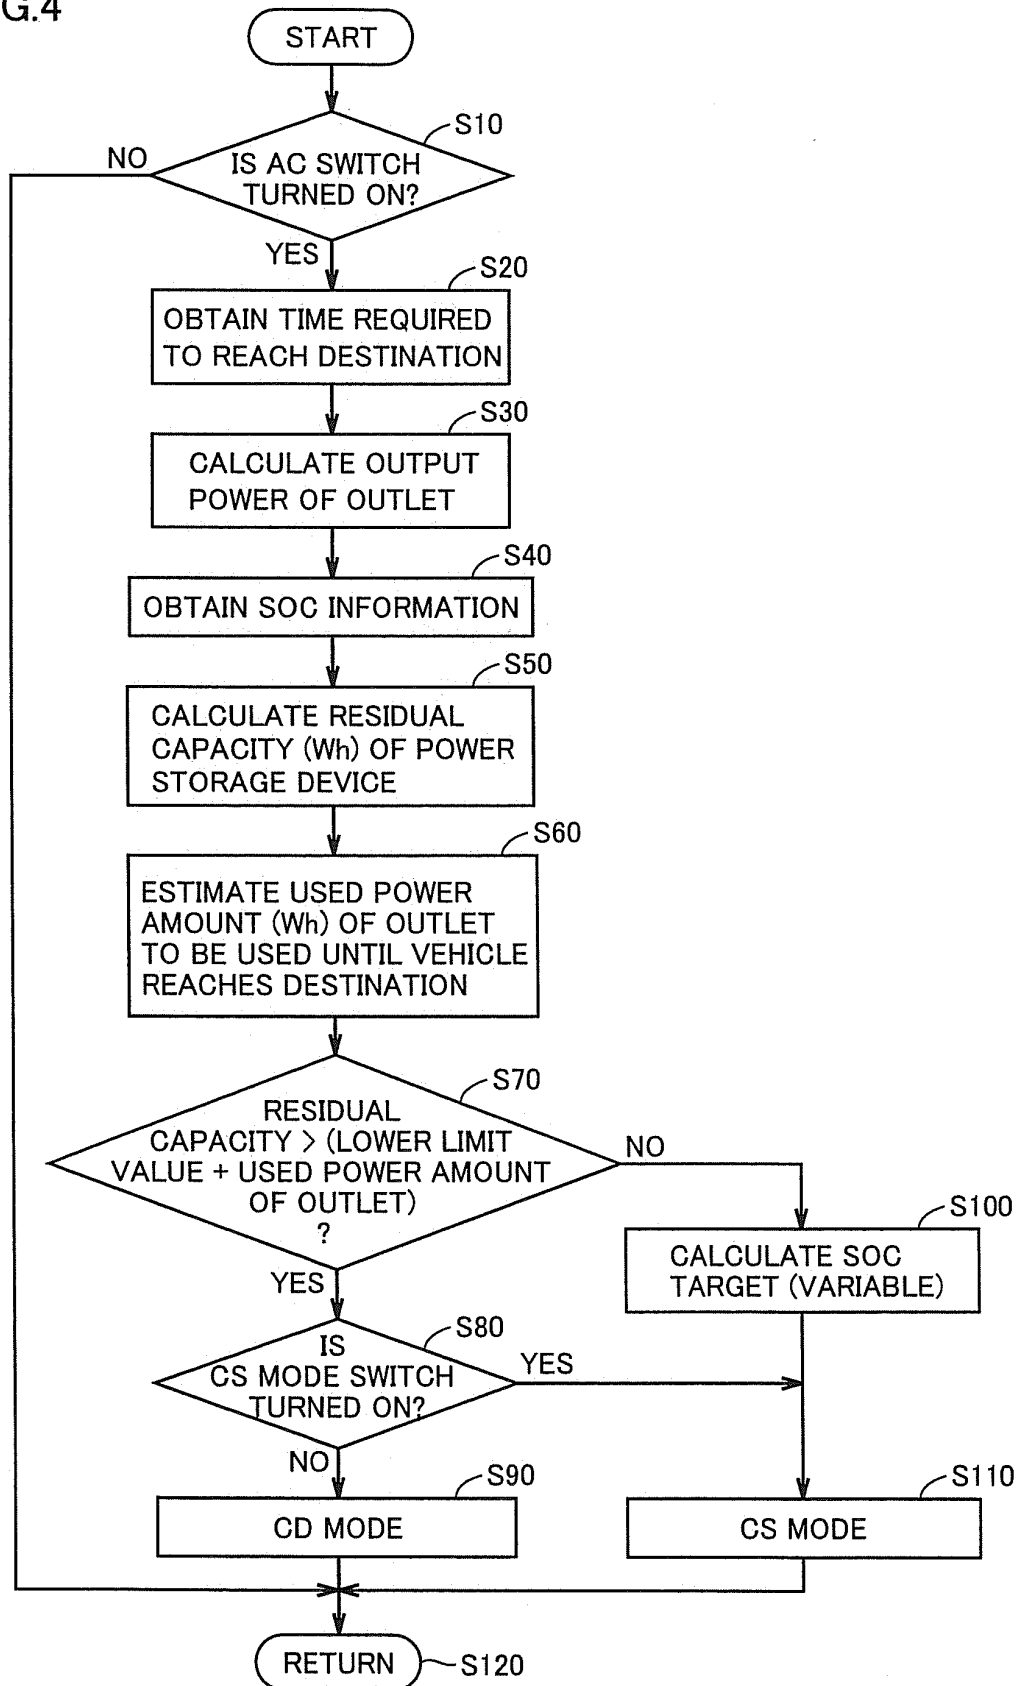 G.4
START
S10
NO
IS AC SWITCH
TURNED ON?
YES
S20
OBTAIN TIME REQUIRED
TO REACH DESTINATION
S30
CALCULATE OUTPUT
POWER OF OUTLET
S40
OBTAIN SOC INFORMATION
S50
CALCULATE RESIDUAL
CAPACITY (Wh) OF POWER
STORAGE DEVICE
S60
ESTIMATE USED POWER
AMOUNT (Wh) OF OUTLET
TO BE USED UNTIL VEHICLE
REACHES DESTINATION
S70
RESIDUAL
CAPACITY > (LOWER LIMIT
VALUE + USED POWER AMOUNT
OF OUTLET)
?
NO
YES
S100
CALCULATE SOC
TARGET (VARIABLE)
S80
IS
CS MODE SWITCH
TURNED ON?
YES
NO
S90
CD MODE
S110
CS MODE
RETURN
S120